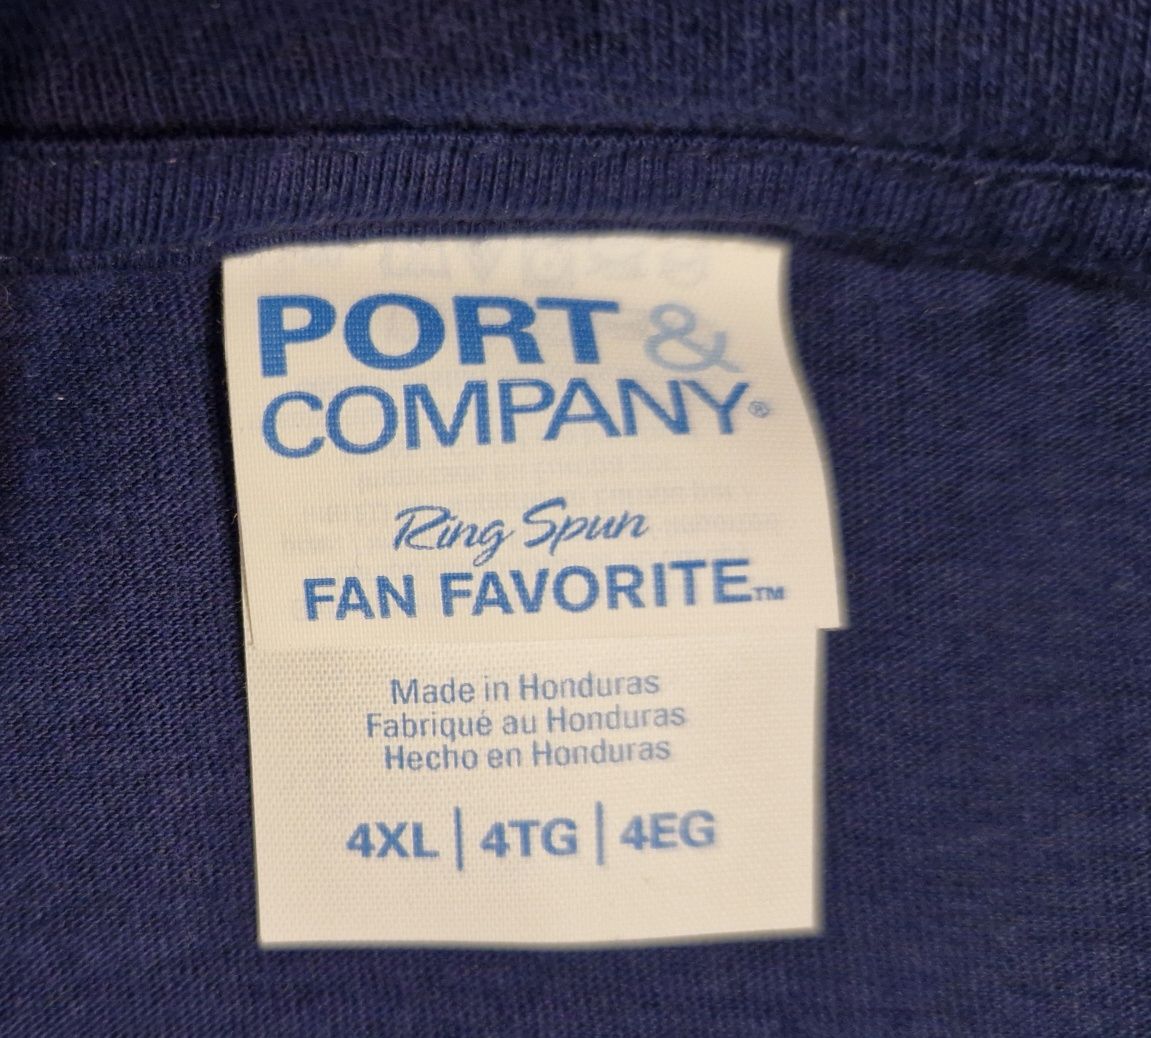 PORT &
COMPANY®
Ring Spun
FAN FAVORITE™
Made in Honduras
Fabriqué au Honduras
Hecho en Honduras
4XL | 4TG | 4EG